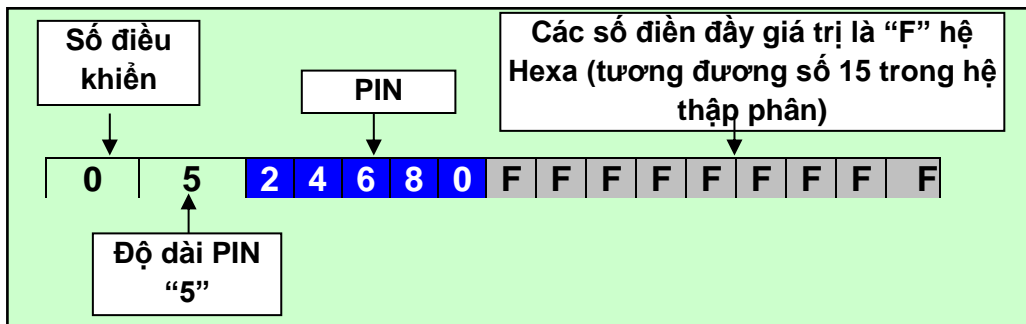 Số điều
khiển
PIN
Các số điền đầy giá trị là “F” hệ
Hexa (tương đương số 15 trong hệ
thập phân)
0 5 2 4 6 8 0 F F F F F F F F F
Độ dài PIN
“5”